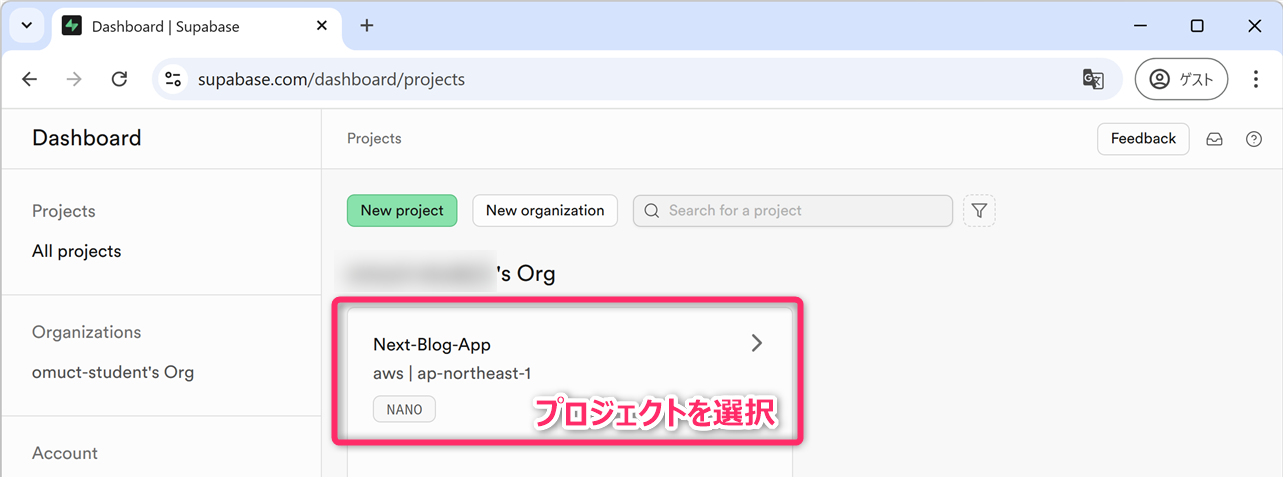 Dashboard | Supabase
supabase.com/dashboard/projects
ゲスト
Dashboard
Projects
Feedback
Projects
All projects
New project
New organization
Search for a project
's Org
Organizations
omuct-student's Org
Next-Blog-App
aws | ap-northeast-1
NANO
プロジェクトを選択
Account